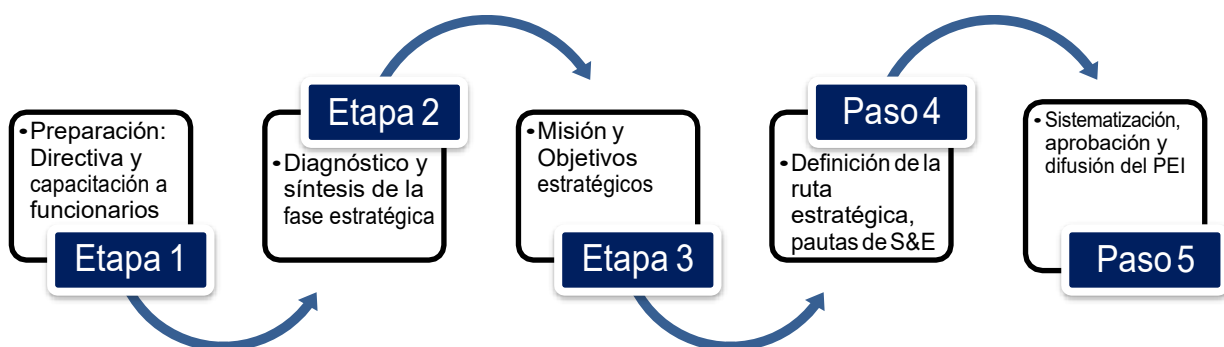 •Preparación:
Directiva y
capacitación a
funcionarios
Etapa 1
Etapa 2
•Diagnóstico y
síntesis de la
fase estratégica
•Misión y
Objetivos
estratégicos
Etapa 3
Paso 4
•Definición de la
ruta
estratégica,
pautas de S&E
•Sistematización,
aprobación y
difusión del PEI
Paso 5